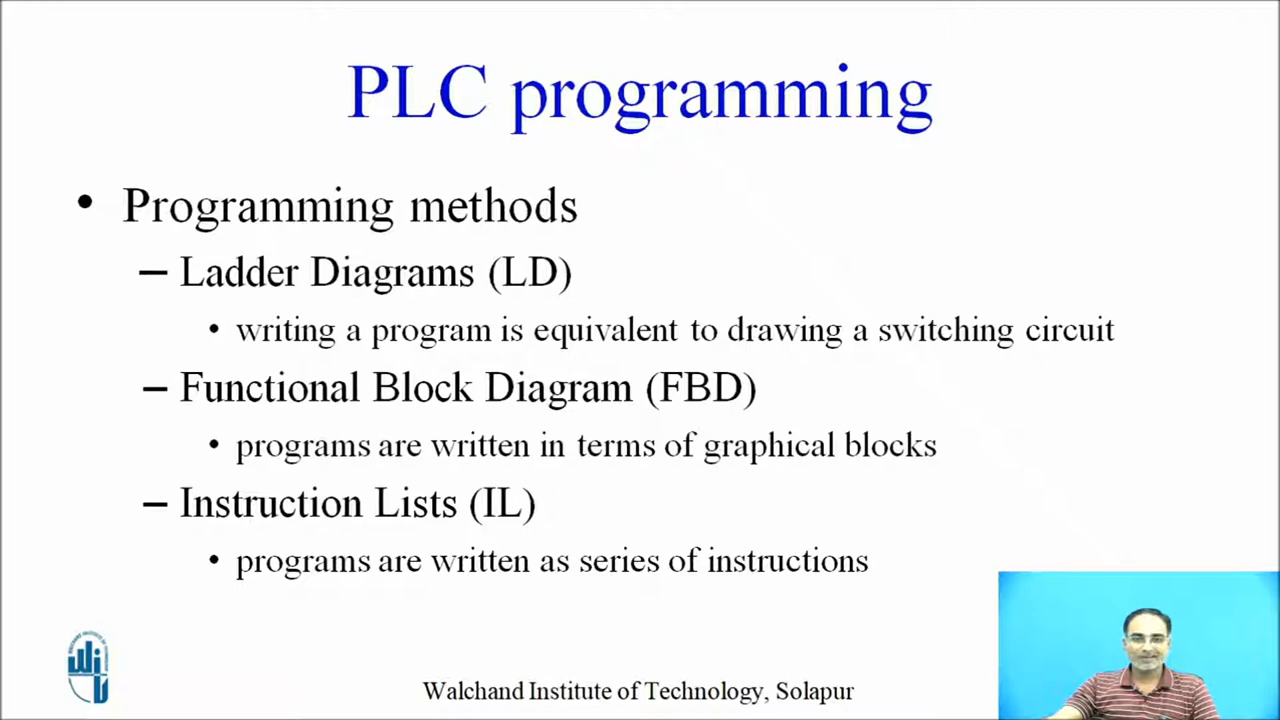 PLC programming
• Programming methods
– Ladder Diagrams (LD)
• writing a program is equivalent to drawing a switching circuit
– Functional Block Diagram (FBD)
• programs are written in terms of graphical blocks
– Instruction Lists (IL)
• programs are written as series of instructions
Walchand Institute of Technology, Solapur